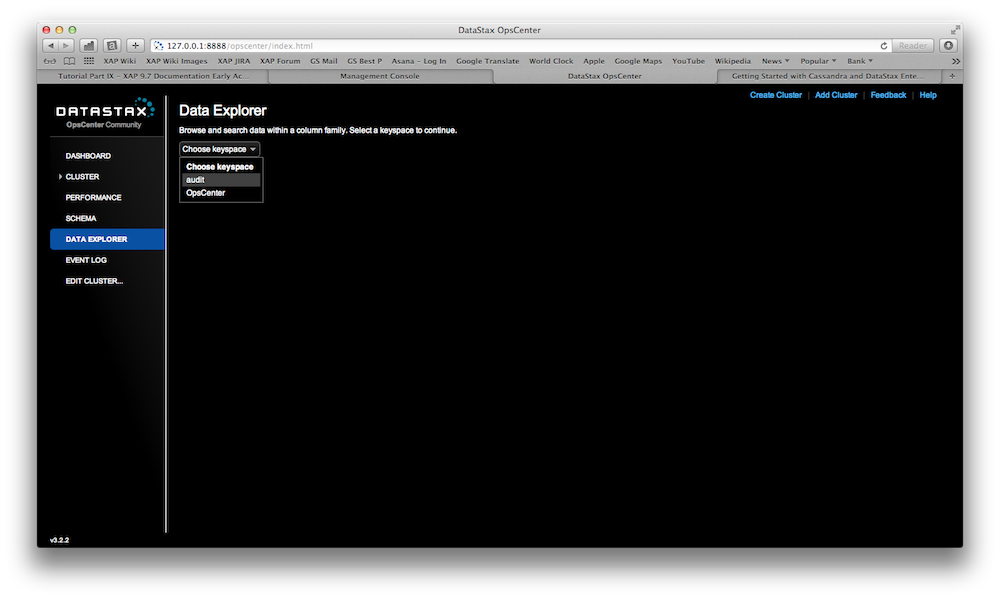 DataStax OpsCenter
127.0.0.1:8888/opscenter/index.html
Reader
XAP Wiki XAP Wiki Images XAP JIRA XAP Forum GS Mail GS Best P Asana – Log In Google Translate World Clock Apple Google Maps YouTube Wikipedia News Popular Bank
Tutorial Part IX – XAP 9.7 Documentation Early Ac... Management Console DataStax OpsCenter Getting Started with Cassandra and DataStax Ente...
Create Cluster | Add Cluster | Feedback | Help
DATASTAX
OpsCenter Community
DASHBOARD
CLUSTER
PERFORMANCE
SCHEMA
DATA EXPLORER
EVENT LOG
EDIT CLUSTER...
v3.2.2
Data Explorer
Browse and search data within a column family. Select a keyspace to continue.
Choose keyspace
Choose keyspace
audit
OpsCenter